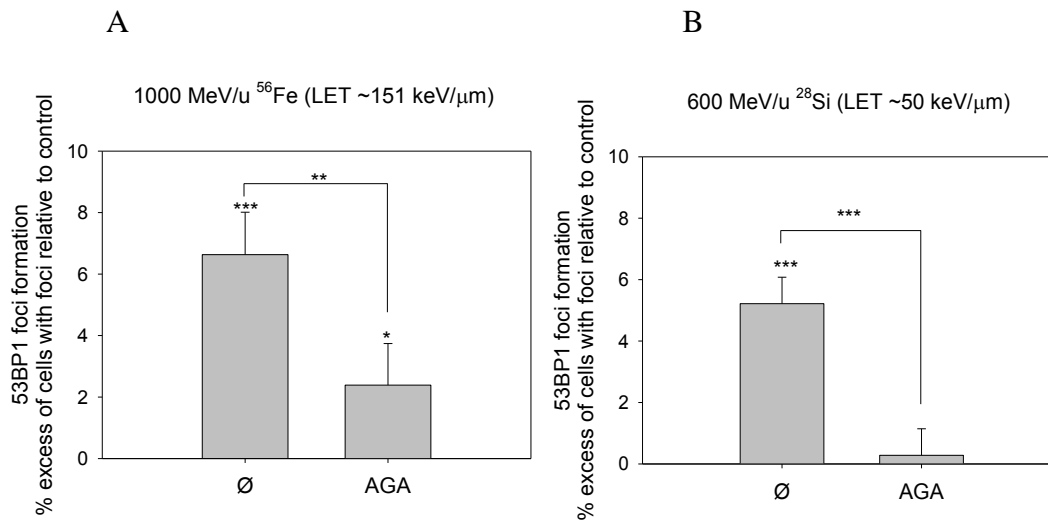 A
1000 MeV/u ⁵⁶Fe (LET ~151 keV/μm)
53BP1 foci formation
% excess of cells with foci relative to control
10
8
6
4
2
0
**
***
*
Ø
AGA
B
600 MeV/u ²⁸Si (LET ~50 keV/μm)
53BP1 foci formation
% excess of cells with foci relative to control
10
8
6
4
2
0
***
***
Ø
AGA